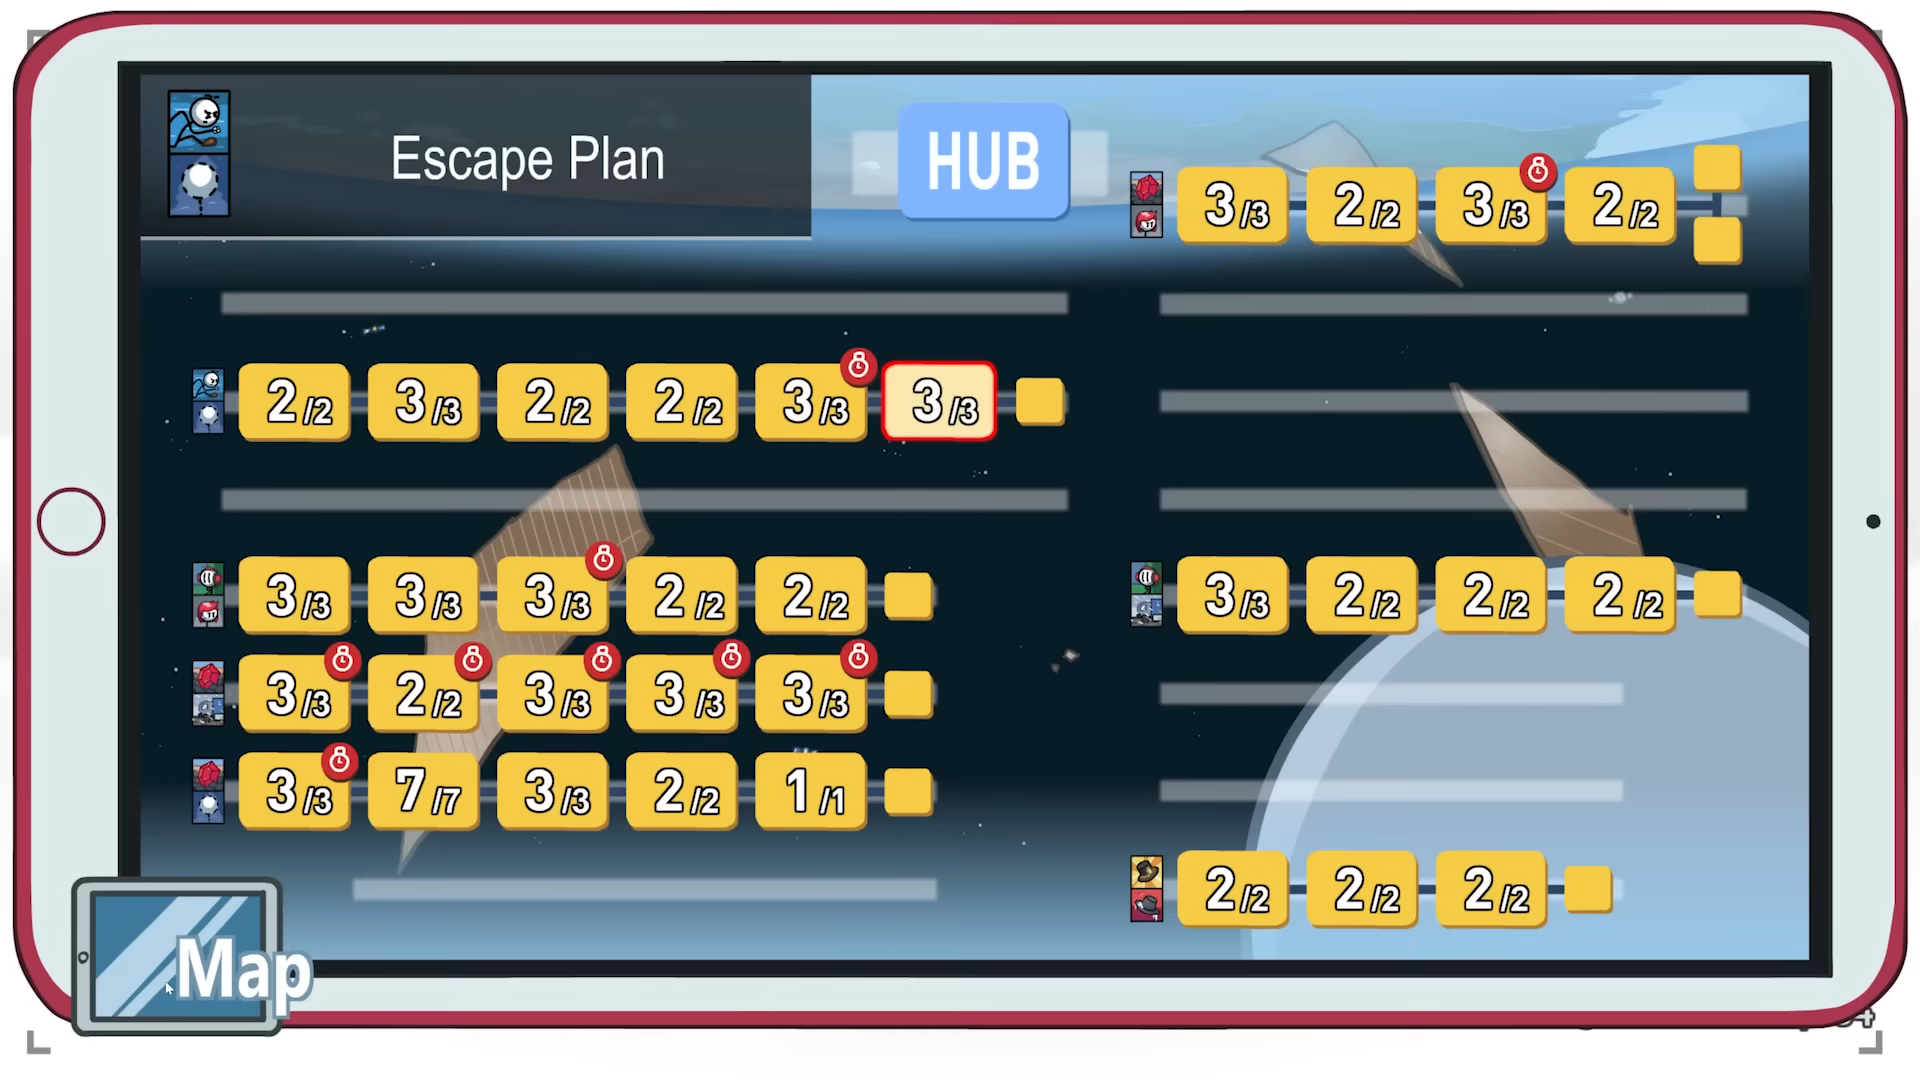 Escape Plan
HUB
3/3 2/2 3/3 2/2
2/2 3/3 2/2 2/2 3/3 3/3
3/3 3/3 3/3 2/2 2/2
3/3 2/2 2/2 2/2
3/3 2/2 3/3 3/3 3/3
3/3 7/7 3/3 2/2 1/1
2/2 2/2 2/2
Map